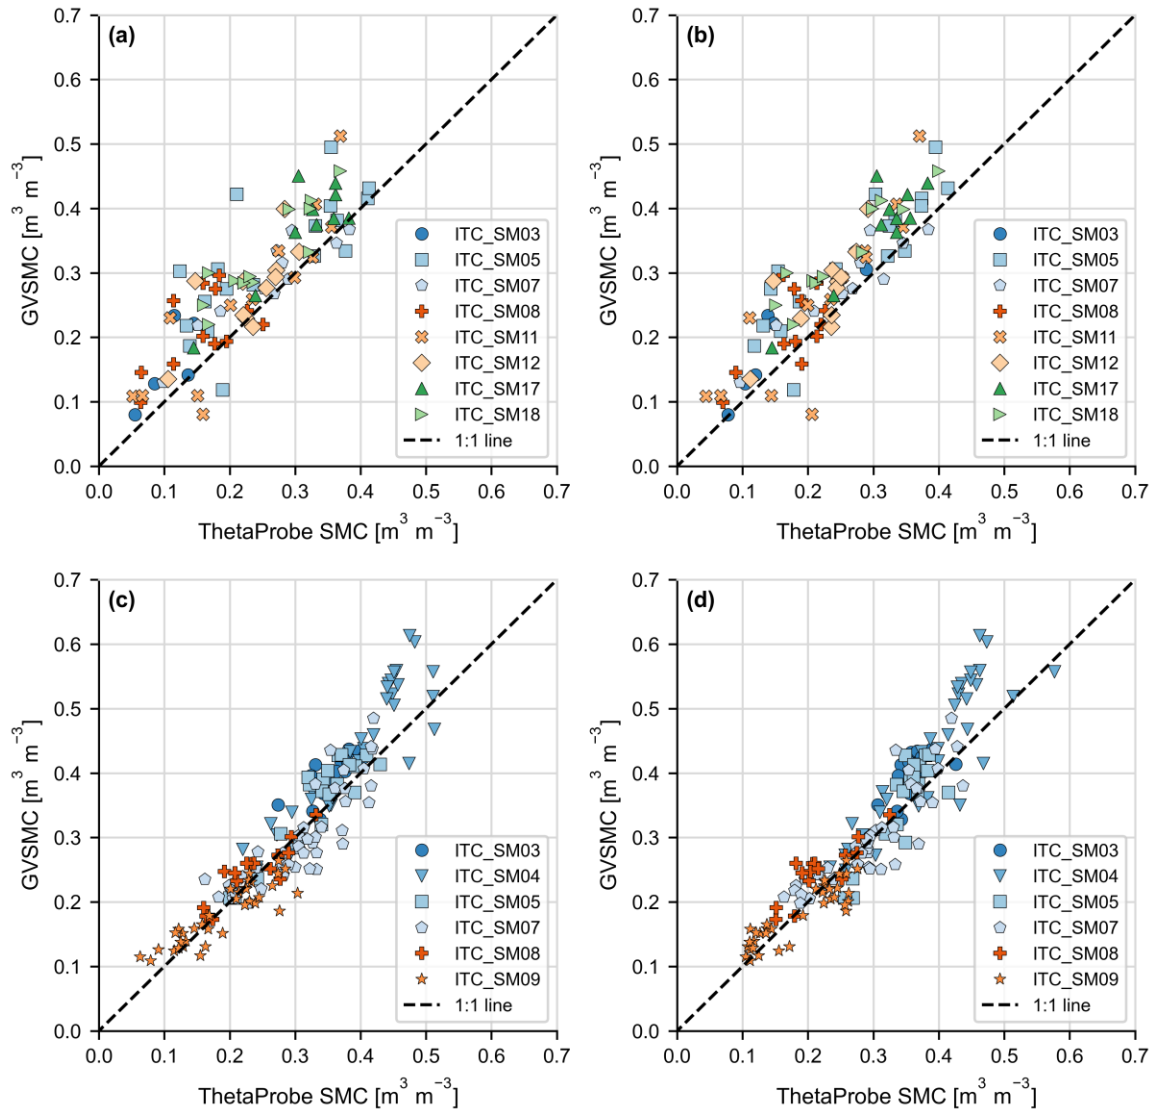 (a)
0.7
0.6
0.5
0.4
0.3
0.2
0.1
0.0
GVSMC [m³ m⁻³]
0.0 0.1 0.2 0.3 0.4 0.5 0.6 0.7
ThetaProbe SMC [m³ m⁻³]
ITC_SM03
ITC_SM05
ITC_SM07
ITC_SM08
ITC_SM11
ITC_SM12
ITC_SM17
ITC_SM18
1:1 line
(b)
0.7
0.6
0.5
0.4
0.3
0.2
0.1
0.0
GVSMC [m³ m⁻³]
0.0 0.1 0.2 0.3 0.4 0.5 0.6 0.7
ThetaProbe SMC [m³ m⁻³]
ITC_SM03
ITC_SM05
ITC_SM07
ITC_SM08
ITC_SM11
ITC_SM12
ITC_SM17
ITC_SM18
1:1 line
(c)
0.7
0.6
0.5
0.4
0.3
0.2
0.1
0.0
GVSMC [m³ m⁻³]
0.0 0.1 0.2 0.3 0.4 0.5 0.6 0.7
ThetaProbe SMC [m³ m⁻³]
ITC_SM03
ITC_SM04
ITC_SM05
ITC_SM07
ITC_SM08
ITC_SM09
1:1 line
(d)
0.7
0.6
0.5
0.4
0.3
0.2
0.1
0.0
GVSMC [m³ m⁻³]
0.0 0.1 0.2 0.3 0.4 0.5 0.6 0.7
ThetaProbe SMC [m³ m⁻³]
ITC_SM03
ITC_SM04
ITC_SM05
ITC_SM07
ITC_SM08
ITC_SM09
1:1 line